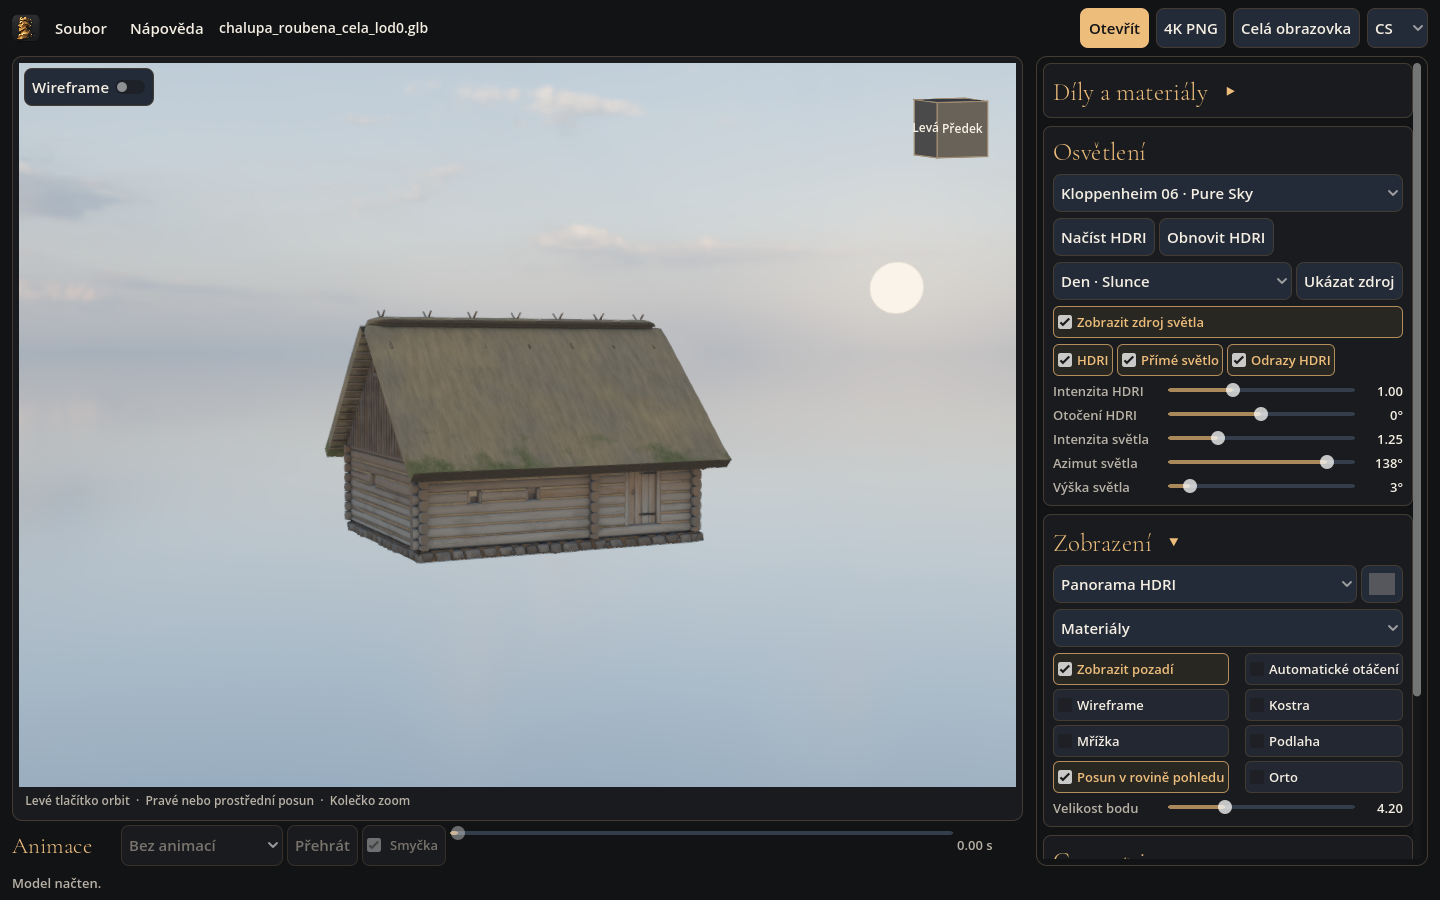 Soubor Nápověda chalupa_roubena_cela_lod0.glb Otevřít 4K PNG Celá obrazovka CS
Wireframe
Levá Předek
Díly a materiály
Osvětlení
Kloppenheim 06 · Pure Sky
Načíst HDRI Obnovit HDRI
Den · Slunce Ukázat zdroj
Zobrazit zdroj světla
HDRI Přímé světlo Odrazy HDRI
Intenzita HDRI 1.00
Otočení HDRI 0°
Intenzita světla 1.25
Azimut světla 138°
Výška světla 3°
Zobrazení
Panorama HDRI
Materiály
Zobrazit pozadí Automatické otáčení
Wireframe Kostra
Mřížka Podlaha
Posun v rovině pohledu Orto
Velikost bodu 4.20
Levé tlačítko orbit · Pravé nebo prostřední posun · Kolečko zoom
Animace Bez animací Přehrát Smyčka 0.00 s
Model načten.